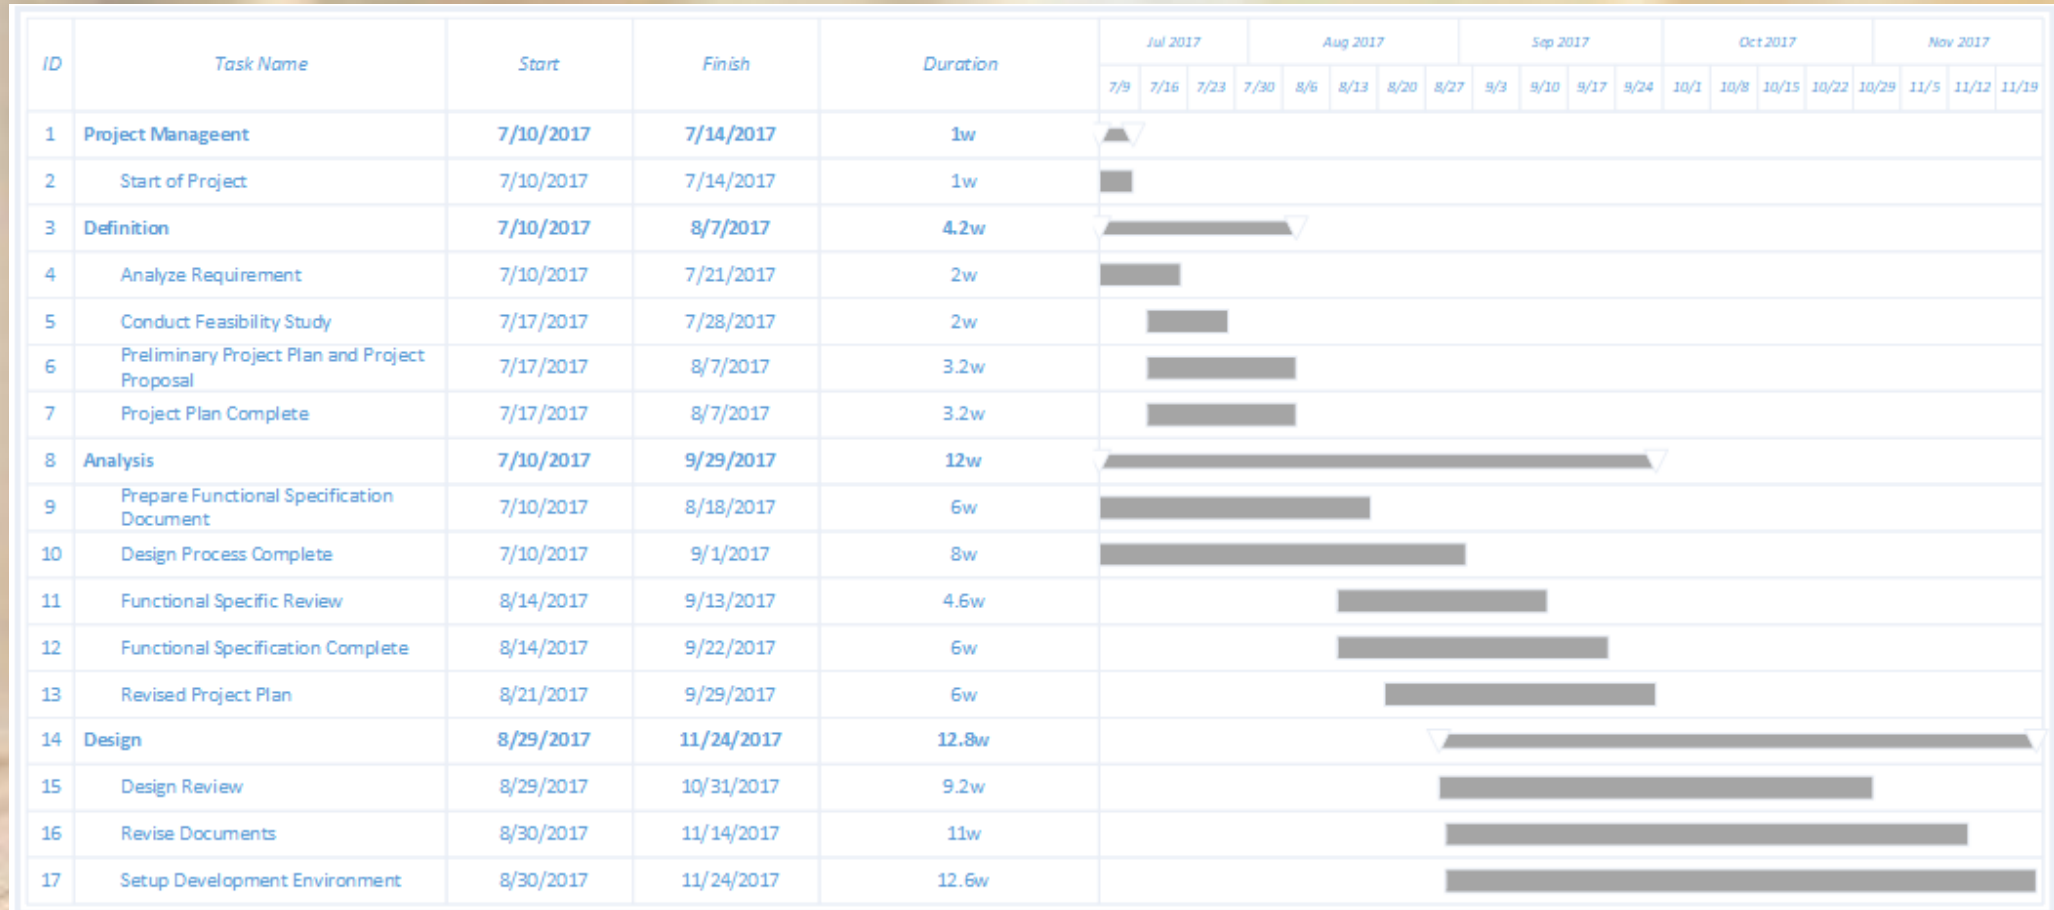 ID Task Name Start Finish Duration Jul 2017 Aug 2017 Sep 2017 Oct 2017 Nov 2017
7/9 7/16 7/23 7/30 8/6 8/13 8/20 8/27 9/3 9/10 9/17 9/24 10/1 10/8 10/15 10/22 10/29 11/5 11/12 11/19
1 Project Manageent 7/10/2017 7/14/2017 1w
2 Start of Project 7/10/2017 7/14/2017 1w
3 Definition 7/10/2017 8/7/2017 4.2w
4 Analyze Requirement 7/10/2017 7/21/2017 2w
5 Conduct Feasibility Study 7/17/2017 7/28/2017 2w
6 Preliminary Project Plan and Project
Proposal 7/17/2017 8/7/2017 3.2w
7 Project Plan Complete 7/17/2017 8/7/2017 3.2w
8 Analysis 7/10/2017 9/29/2017 12w
9 Prepare Functional Specification
Document 7/10/2017 8/18/2017 6w
10 Design Process Complete 7/10/2017 9/1/2017 8w
11 Functional Specific Review 8/14/2017 9/13/2017 4.6w
12 Functional Specification Complete 8/14/2017 9/22/2017 6w
13 Revised Project Plan 8/21/2017 9/29/2017 6w
14 Design 8/29/2017 11/24/2017 12.8w
15 Design Review 8/29/2017 10/31/2017 9.2w
16 Revise Documents 8/30/2017 11/14/2017 11w
17 Setup Development Environment 8/30/2017 11/24/2017 12.6w